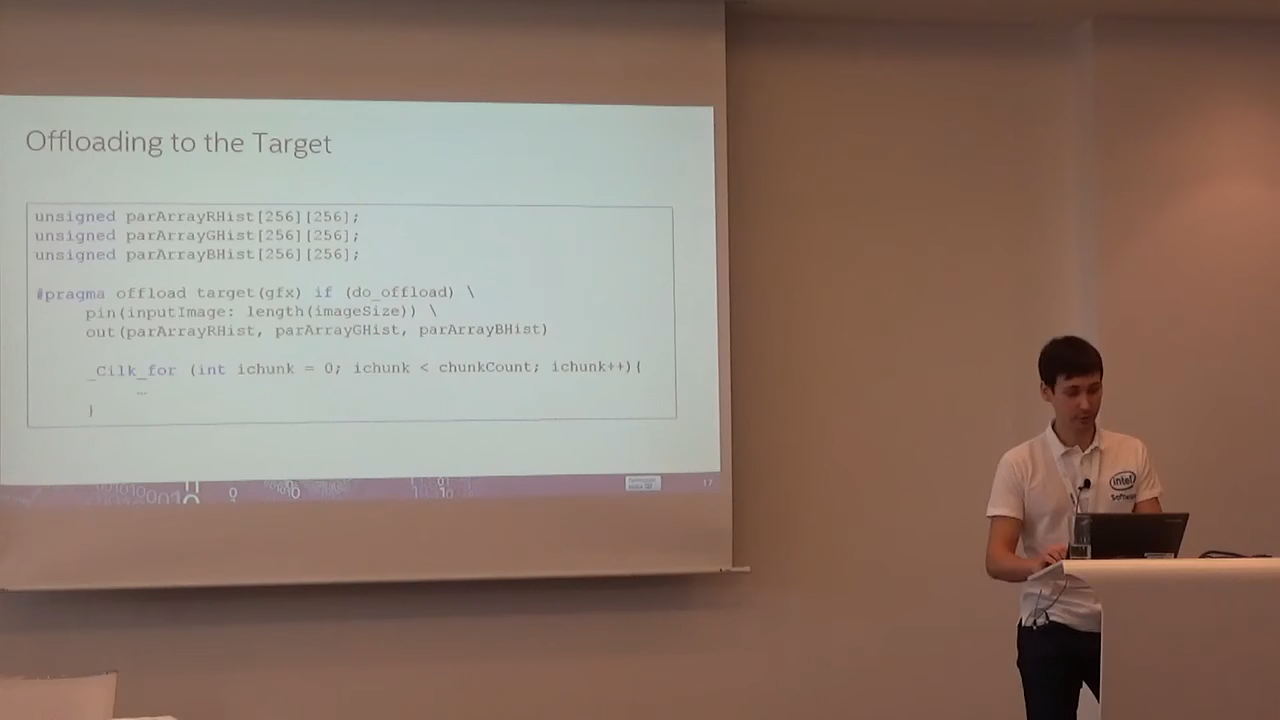 Offloading to the Target
unsigned parArrayRHist[256][256];
unsigned parArrayGHist[256][256];
unsigned parArrayBHist[256][256];
#pragma offload target(gfx) if (do_offload) \
pin(inputImage: length(imageSize)) \
out(parArrayRHist, parArrayGHist, parArrayBHist)
_Cilk_for (int ichunk = 0; ichunk < chunkCount; ichunk++){
…
}
17
intel
Software